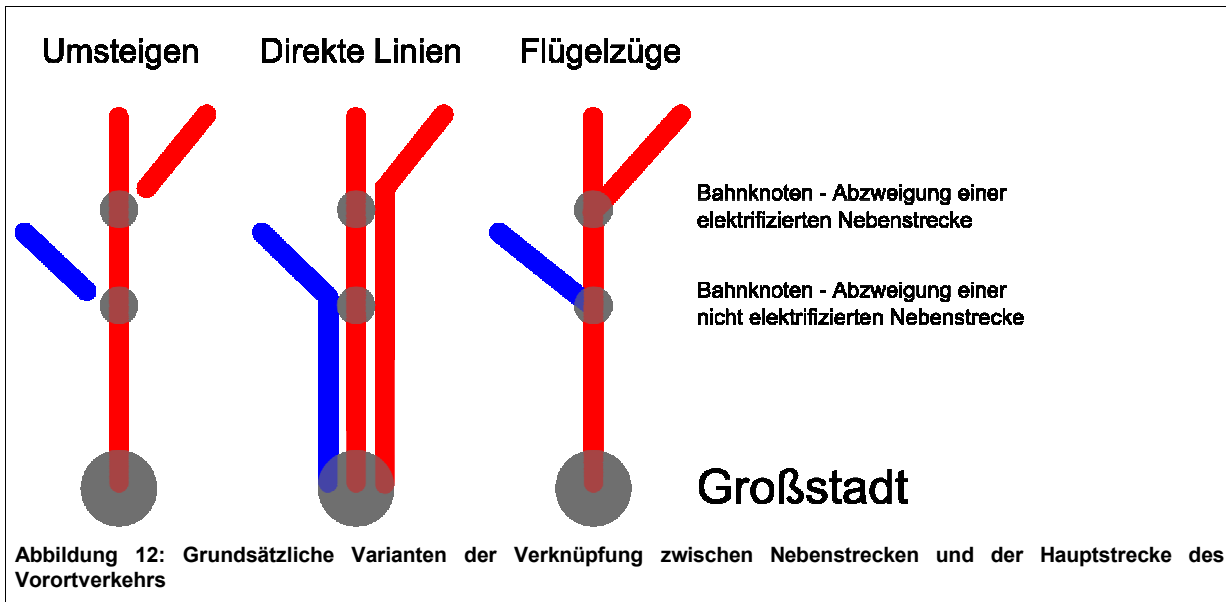 Umsteigen Direkte Linien Flügelzüge
Bahnknoten - Abzweigung einer
elektrifizierten Nebenstrecke
Bahnknoten - Abzweigung einer
nicht elektrifizierten Nebenstrecke
Großstadt
Abbildung 12: Grundsätzliche Varianten der Verknüpfung zwischen Nebenstrecken und der Hauptstrecke des
Vorortverkehrs